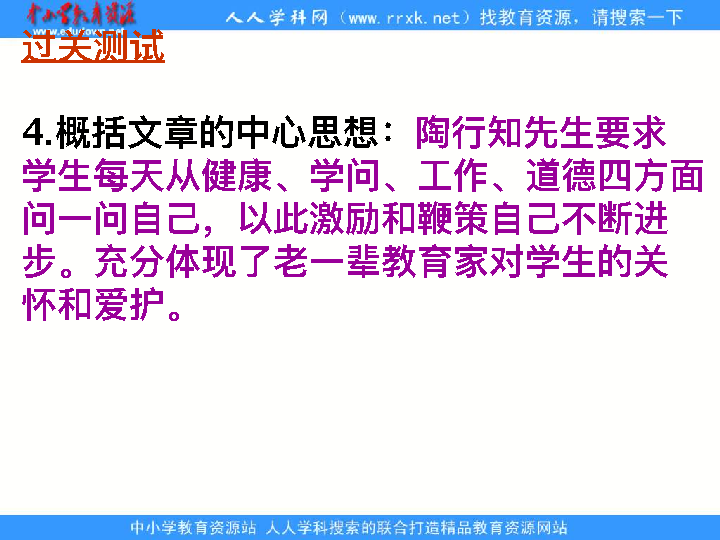 中小学教育资源
www.edudown.net
人人学科网（www.rrxk.net）找教育资源，请搜索一下
过关测试
4.概括文章的中心思想：陶行知先生要求
学生每天从健康、学问、工作、道德四方面
问一问自己，以此激励和鞭策自己不断进
步。充分体现了老一辈教育家对学生的关
怀和爱护。
中小学教育资源站 人人学科搜索的联合打造精品教育资源网站